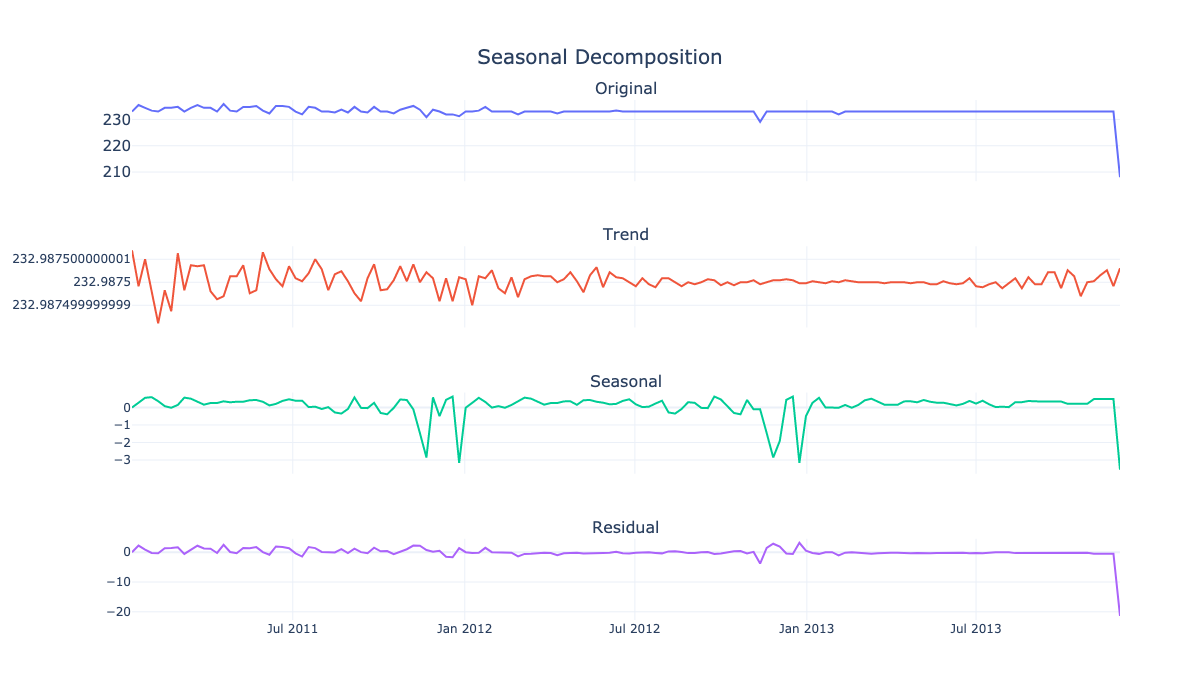 Seasonal Decomposition
Original
230
220
210
Trend
232.987500000001
232.9875
232.987499999999
Seasonal
0
−1
−2
−3
Residual
0
−10
−20
Jul 2011 Jan 2012 Jul 2012 Jan 2013 Jul 2013